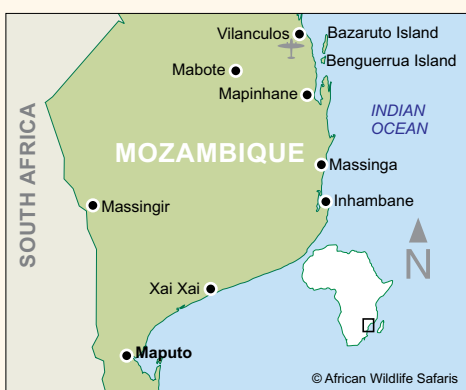 Vilanculos
Bazaruto Island
Mabote
Benguerrua Island
Mapinhane
INDIAN
OCEAN
MOZAMBIQUE
SOUTH AFRICA
Massinga
Massingir
Inhambane
N
Xai Xai
Maputo
© African Wildlife Safaris